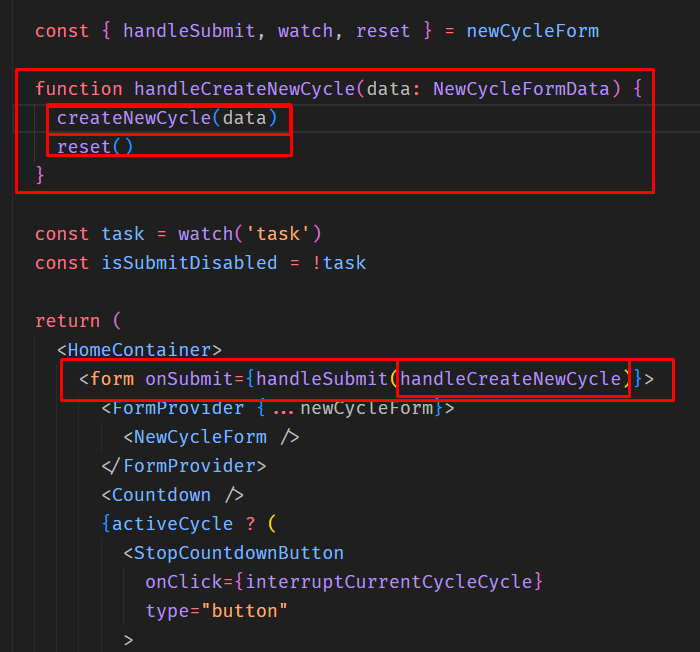 const { handleSubmit, watch, reset } = newCycleForm
function handleCreateNewCycle(data: NewCycleFormData) {
createNewCycle(data)
reset()
}
const task = watch('task')
const isSubmitDisabled = !task
return (
<HomeContainer>
<form onSubmit={handleSubmit(handleCreateNewCycle)}>
<FormProvider {...newCycleForm}>
<NewCycleForm />
</FormProvider>
<Countdown />
{activeCycle ? (
<StopCountdownButton
onClick={interruptCurrentCycleCycle}
type="button"
>